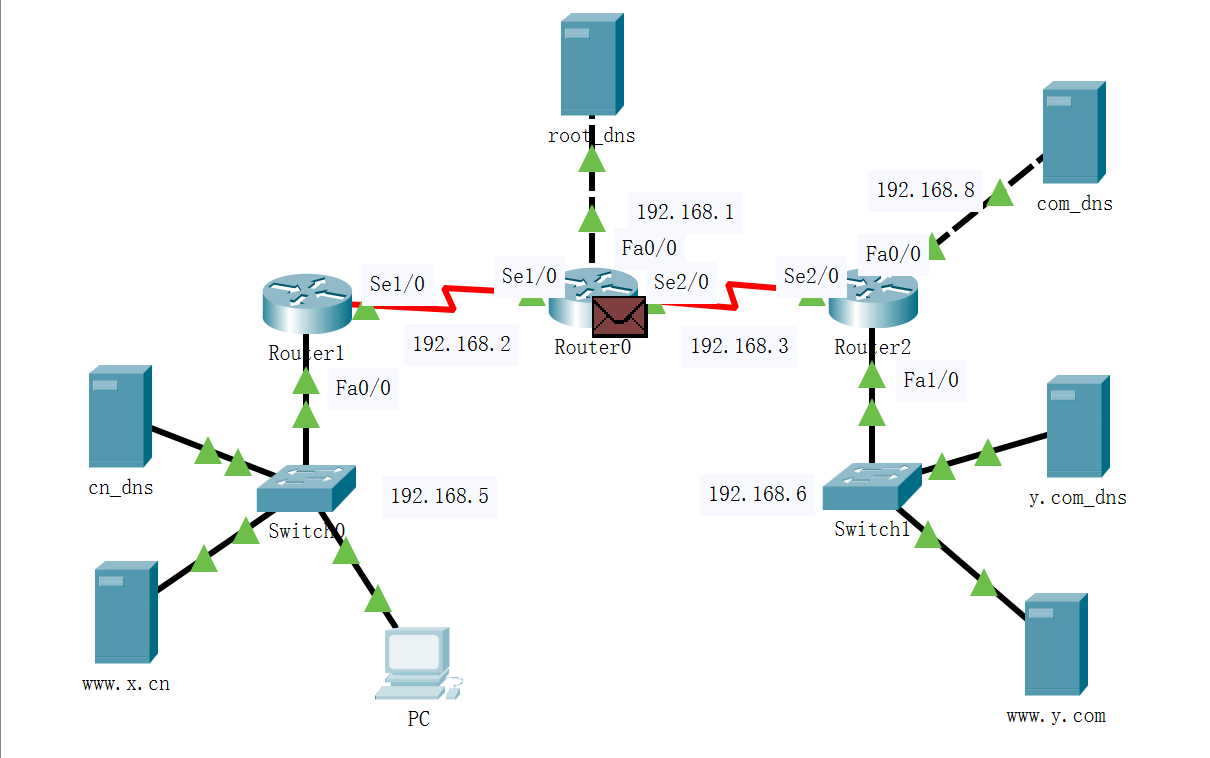 root_dns
192.168.8
com_dns
192.168.1
Fa0/0
Fa0/0
Se1/0
Se1/0
Se2/0
Se2/0
192.168.2
192.168.3
Router1
Router0
Router2
Fa0/0
Fa1/0
cn_dns
192.168.5
192.168.6
y.com_dns
Switch0
Switch1
www.x.cn
PC
www.y.com